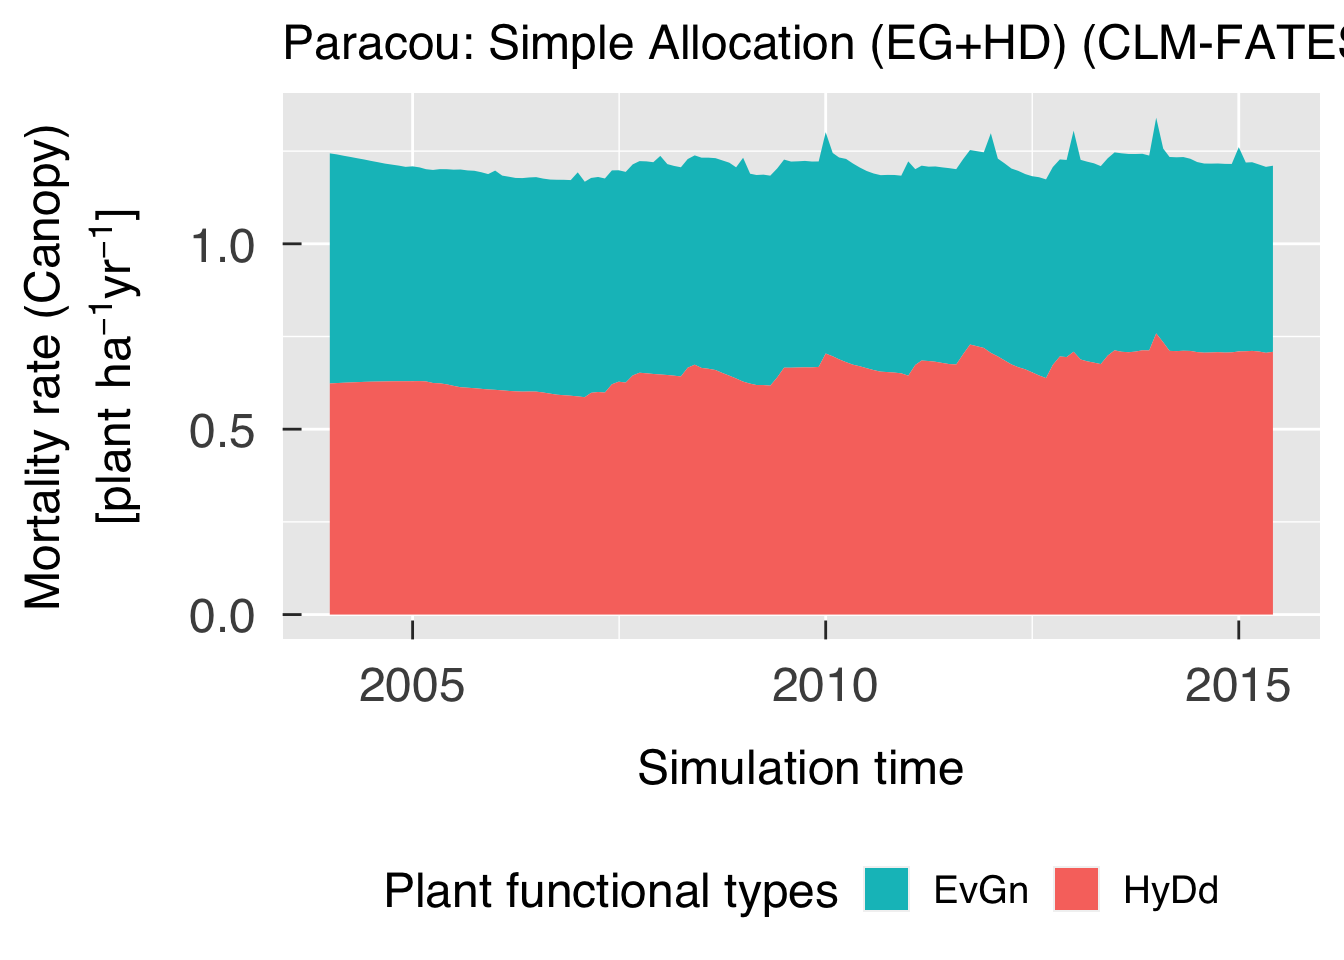 Paracou: Simple Allocation (EG+HD) (CLM-FATES
Mortality rate (Canopy)
[plant ha⁻¹yr⁻¹]
1.0
0.5
0.0
2005 2010 2015
Simulation time
Plant functional types EvGn HyDd